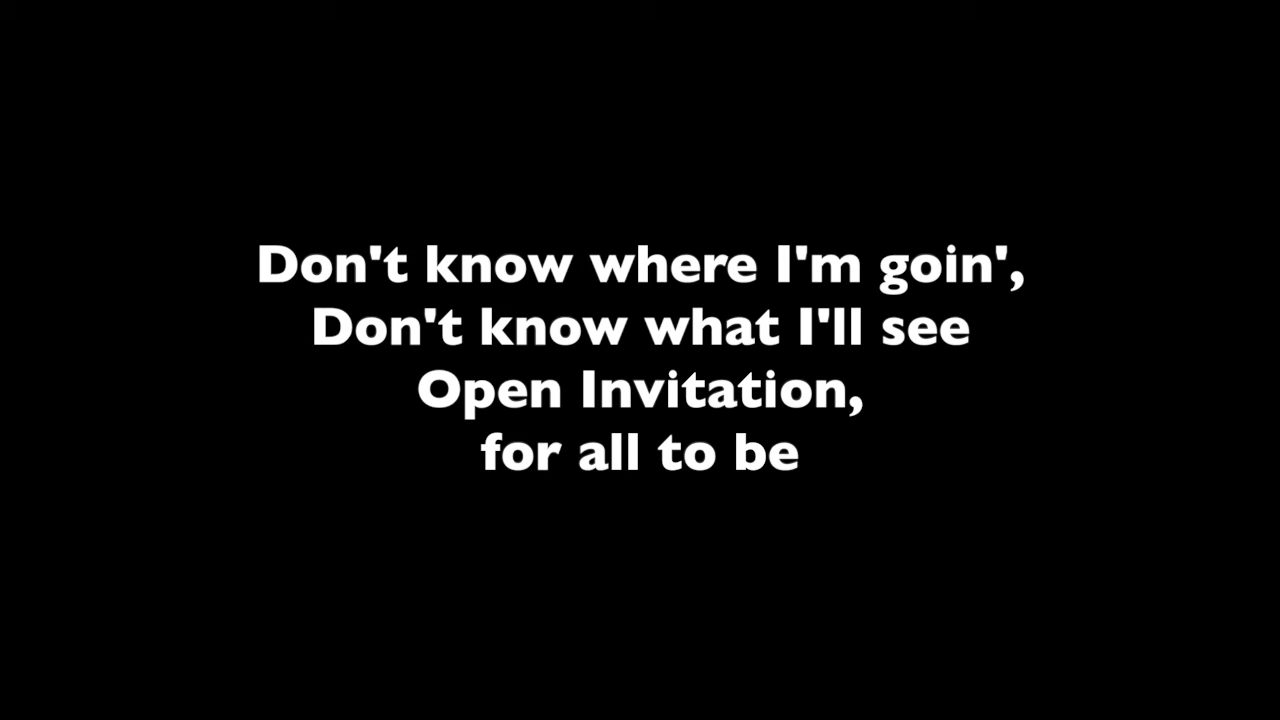 Don't know where I'm goin',
Don't know what I'll see
Open Invitation,
for all to be